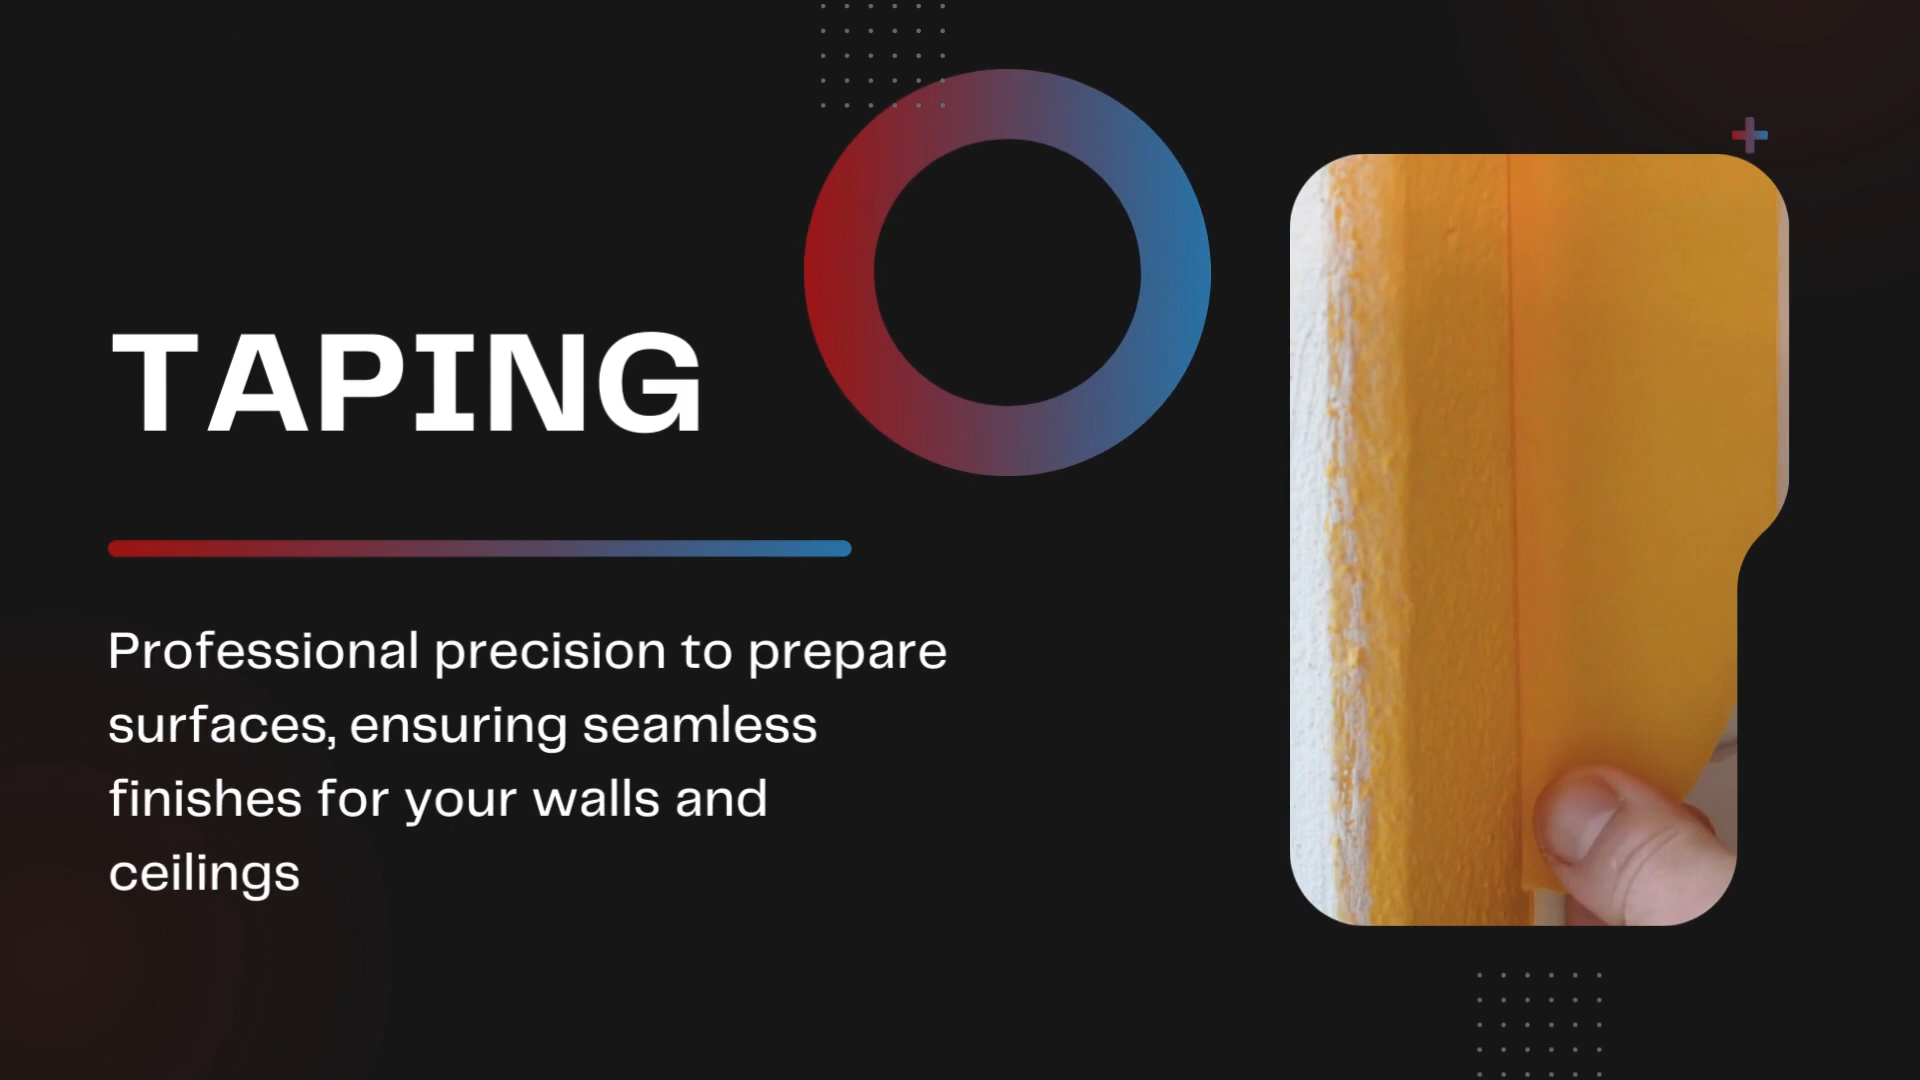 TAPING
Professional precision to prepare
surfaces, ensuring seamless
finishes for your walls and
ceilings